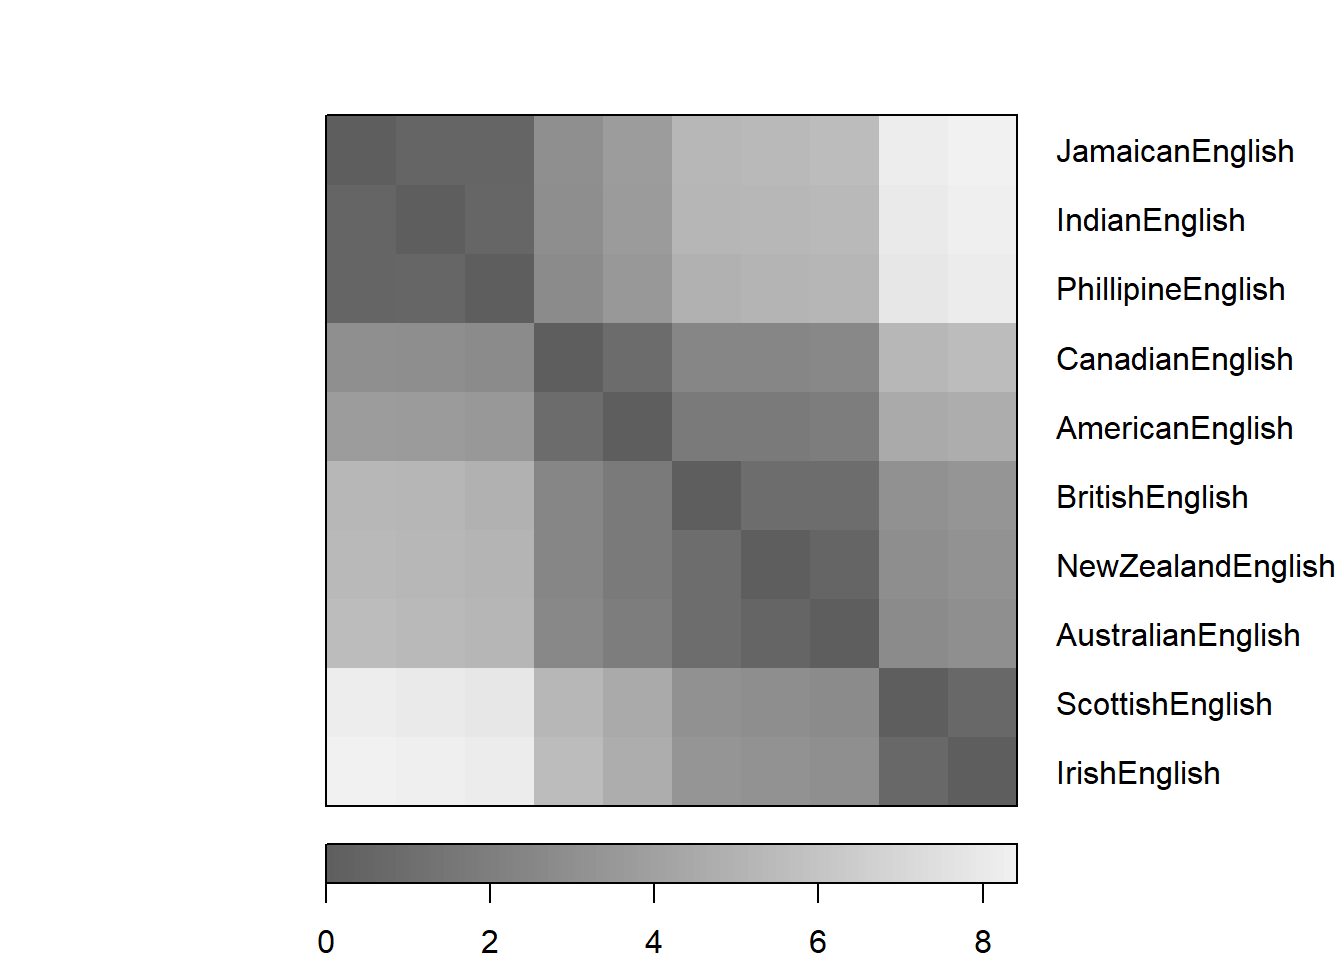 JamaicanEnglish
IndianEnglish
PhillipineEnglish
CanadianEnglish
AmericanEnglish
BritishEnglish
NewZealandEnglish
AustralianEnglish
ScottishEnglish
IrishEnglish
0 2 4 6 8